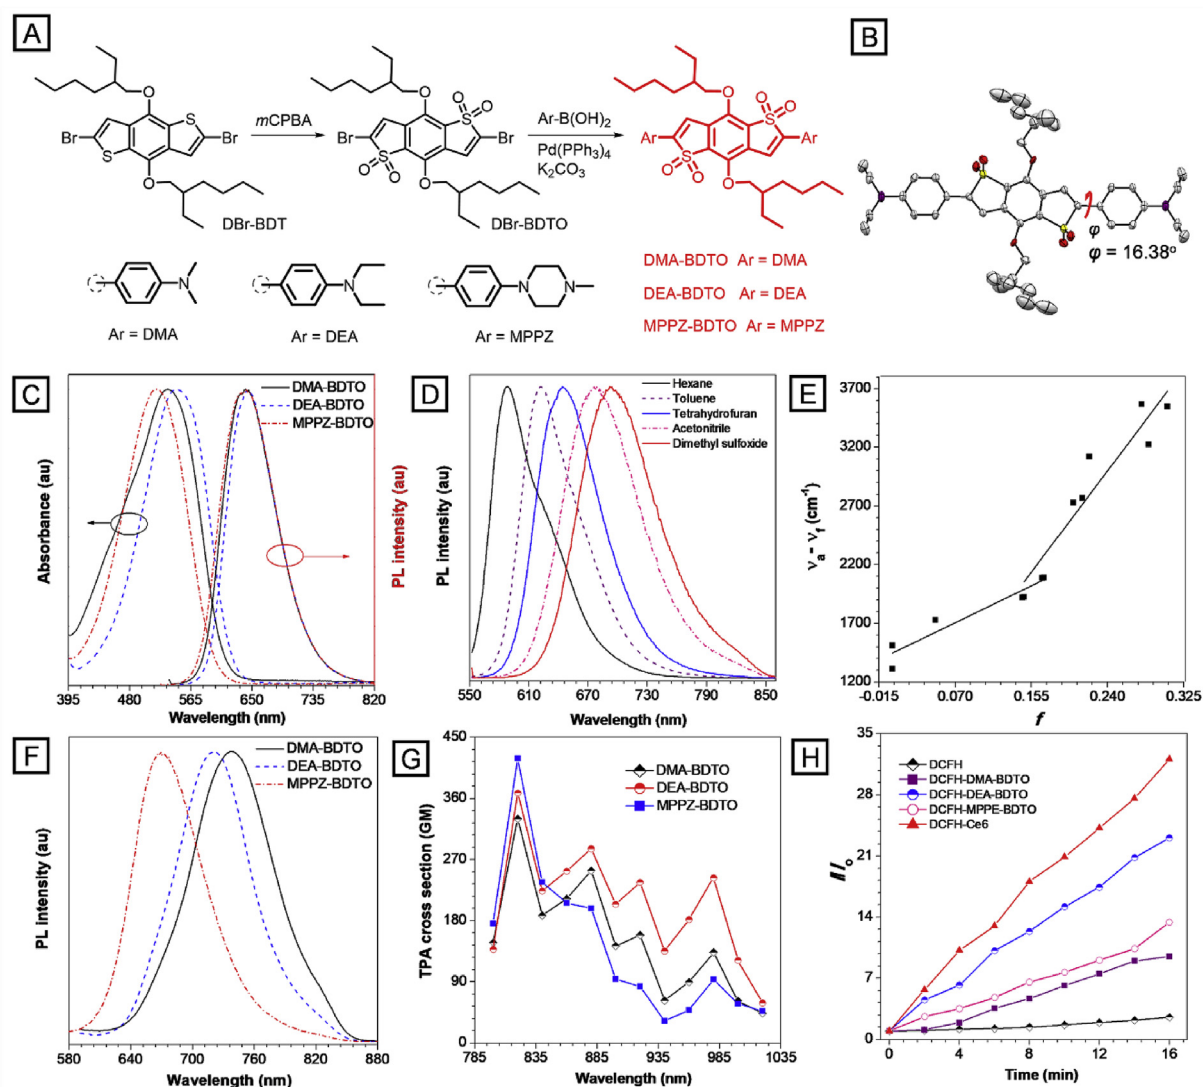 A
mCPBA
Ar-B(OH)2
Pd(PPh3)4
K2CO3
O
O
O
O
O
O
Br
S
S
Br
Br
S
S
Br
Ar
S
S
Ar
O
O
O
O
O
O
O
O
DBr-BDT
DBr-BDTO
DMA-BDTO Ar = DMA
DEA-BDTO Ar = DEA
MPPZ-BDTO Ar = MPPZ
N
N
N
N
Ar = DMA
Ar = DEA
Ar = MPPZ
B
φ
φ = 16.38o
C
DMA-BDTO
DEA-BDTO
MPPZ-BDTO
Absorbance (au)
PL intensity (au)
395 480 565 650 735 820
Wavelength (nm)
D
Hexane
Toluene
Tetrahydrofuran
Acetonitrile
Dimethyl sulfoxide
PL intensity (au)
550 610 670 730 790 850
Wavelength (nm)
E
νa - νf (cm-1)
3700
3200
2700
2200
1700
1200
-0.015 0.070 0.155 0.240 0.325
f
F
DMA-BDTO
DEA-BDTO
MPPZ-BDTO
PL intensity (au)
580 640 700 760 820 880
Wavelength (nm)
G
DMA-BDTO
DEA-BDTO
MPPZ-BDTO
TPA cross section (GM)
450
360
270
180
90
0
785 835 885 935 985 1035
Wavelength (nm)
H
DCFH
DCFH-DMA-BDTO
DCFH-DEA-BDTO
DCFH-MPPE-BDTO
DCFH-Ce6
I/Io
35
28
21
14
7
0
0 4 8 12 16
Time (min)